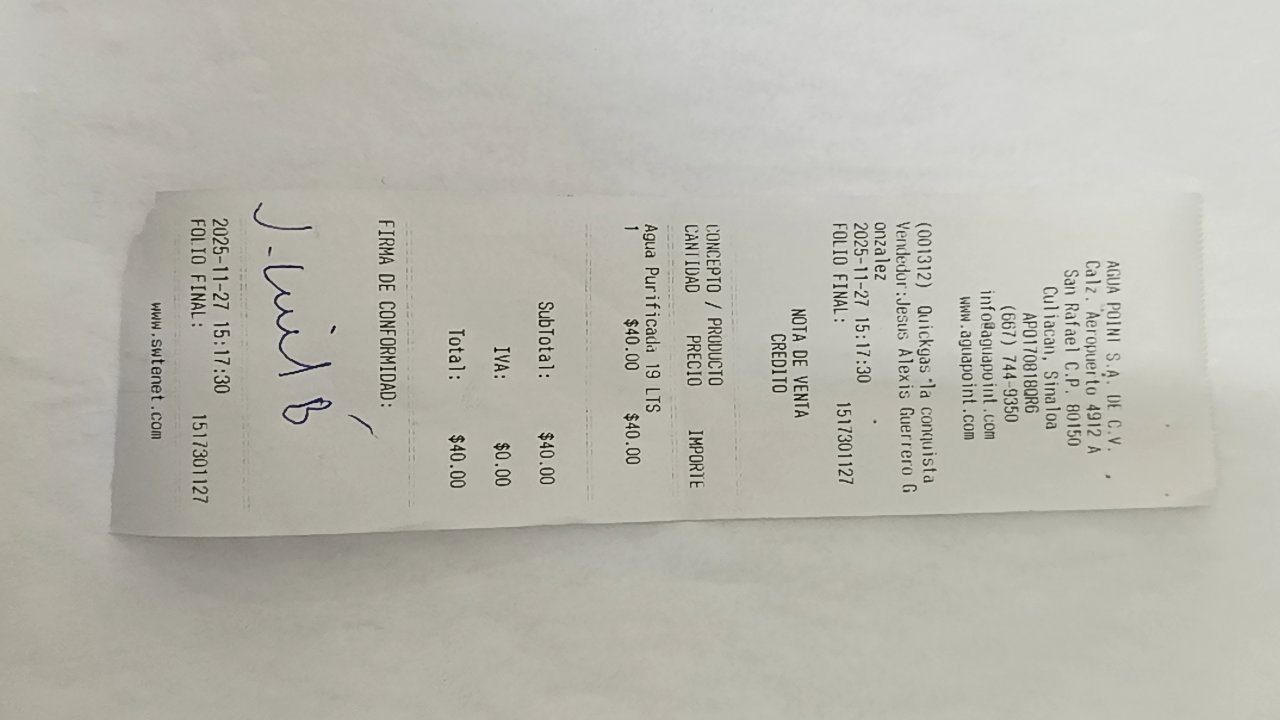 AGUA POINT S.A. DE C.V.
Calz. Aeropuerto 4912 A
San Rafael C.P. 80150
Culiacan, Sinaloa
APO170818QR6
(667) 744-9350
info@aguapoint.com
www.aguapoint.com
(001312) Quickgas "la conquista
Vendedor:Jesus Alexis Guerrero G
onzalez
2025-11-27 15:17:30
FOLIO FINAL: 1517301127
NOTA DE VENTA
CREDITO
CONCEPTO / PRODUCTO
CANTIDAD PRECIO IMPORTE
Agua Purificada 19 LTS
1 $40.00 $40.00
SubTotal: $40.00
IVA: $0.00
Total: $40.00
FIRMA DE CONFORMIDAD:
J. Luis B
2025-11-27 15:17:30
FOLIO FINAL: 1517301127
www.swtenet.com